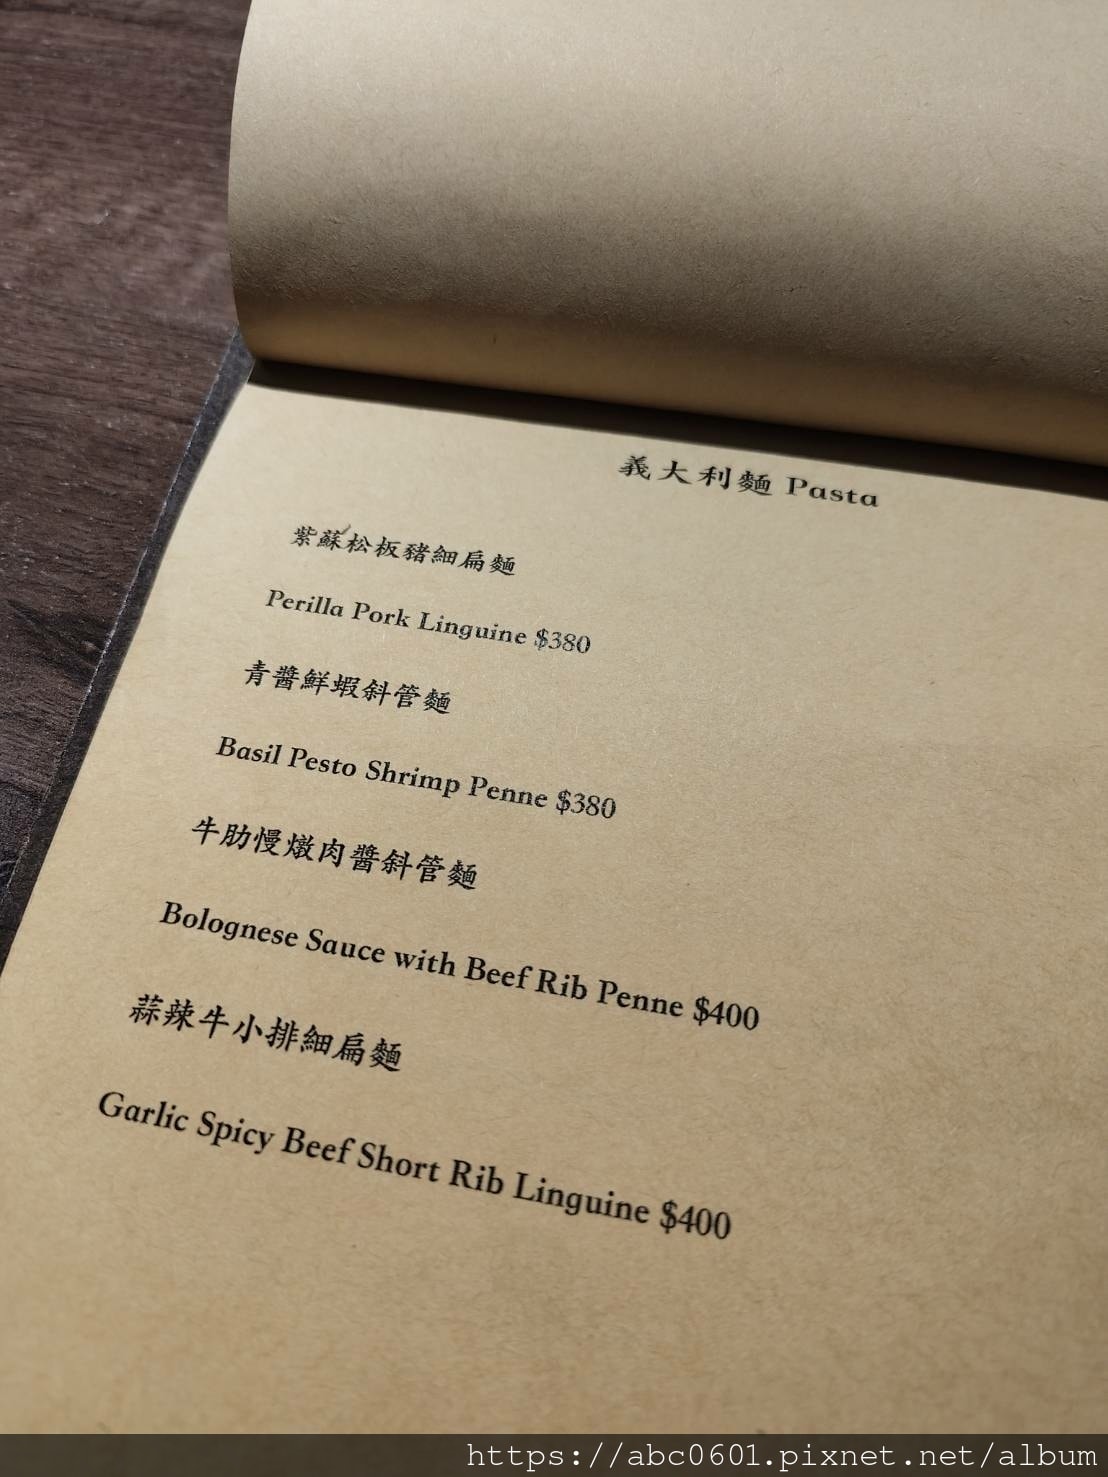 義大利麵 Pasta
紫蘇松板豬細扁麵
Perilla Pork Linguine $380
青醬鮮蝦斜管麵
Basil Pesto Shrimp Penne $380
牛肋慢燉肉醬斜管麵
Bolognese Sauce with Beef Rib Penne $400
蒜辣牛小排細扁麵
Garlic Spicy Beef Short Rib Linguine $400
https://abc0601.pixnet.net/album